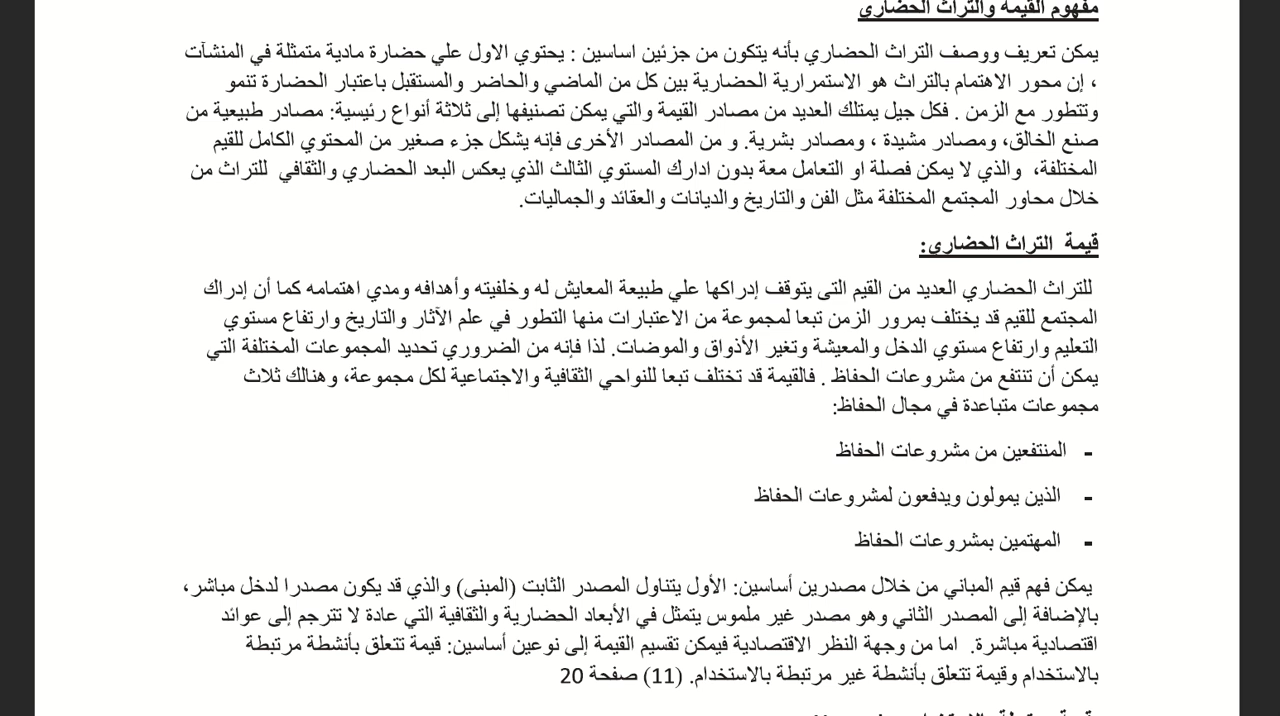 مفهوم القيمة والتراث الحضاري
يمكن تعريف ووصف التراث الحضاري بأنه يتكون من جزئين اساسين : يحتوي الاول علي حضارة مادية متمثلة في المنشآت
، إن محور الاهتمام بالتراث هو الاستمرارية الحضارية بين كل من الماضي والحاضر والمستقبل باعتبار الحضارة تنمو
وتتطور مع الزمن . فكل جيل يمتلك العديد من مصادر القيمة والتي يمكن تصنيفها إلى ثلاثة أنواع رئيسية: مصادر طبيعية من
صنع الخالق، ومصادر مشيدة ، ومصادر بشرية. و من المصادر الأخرى فإنه يشكل جزء صغير من المحتوي الكامل للقيم
المختلفة، والذي لا يمكن فصلة او التعامل معة بدون ادارك المستوي الثالث الذي يعكس البعد الحضاري والثقافي للتراث من
خلال محاور المجتمع المختلفة مثل الفن والتاريخ والديانات والعقائد والجماليات.
قيمة التراث الحضاري:
للتراث الحضاري العديد من القيم التى يتوقف إدراكها علي طبيعة المعايش له وخلفيته وأهدافه ومدي اهتمامه كما أن إدراك
المجتمع للقيم قد يختلف بمرور الزمن تبعا لمجموعة من الاعتبارات منها التطور في علم الآثار والتاريخ وارتفاع مستوي
التعليم وارتفاع مستوي الدخل والمعيشة وتغير الأذواق والموضات. لذا فإنه من الضروري تحديد المجموعات المختلفة التي
يمكن أن تنتفع من مشروعات الحفاظ . فالقيمة قد تختلف تبعا للنواحي الثقافية والاجتماعية لكل مجموعة، وهنالك ثلاث
مجموعات متباعدة في مجال الحفاظ:
- المنتفعين من مشروعات الحفاظ
- الذين يمولون ويدفعون لمشروعات الحفاظ
- المهتمين بمشروعات الحفاظ
يمكن فهم قيم المباني من خلال مصدرين أساسين: الأول يتناول المصدر الثابت (المبنى) والذي قد يكون مصدرا لدخل مباشر،
بالإضافة إلى المصدر الثاني وهو مصدر غير ملموس يتمثل في الأبعاد الحضارية والثقافية التي عادة لا تترجم إلى عوائد
اقتصادية مباشرة. اما من وجهة النظر الاقتصادية فيمكن تقسيم القيمة إلى نوعين أساسين: قيمة تتعلق بأنشطة مرتبطة
بالاستخدام وقيمة تتعلق بأنشطة غير مرتبطة بالاستخدام. (11) صفحة 20